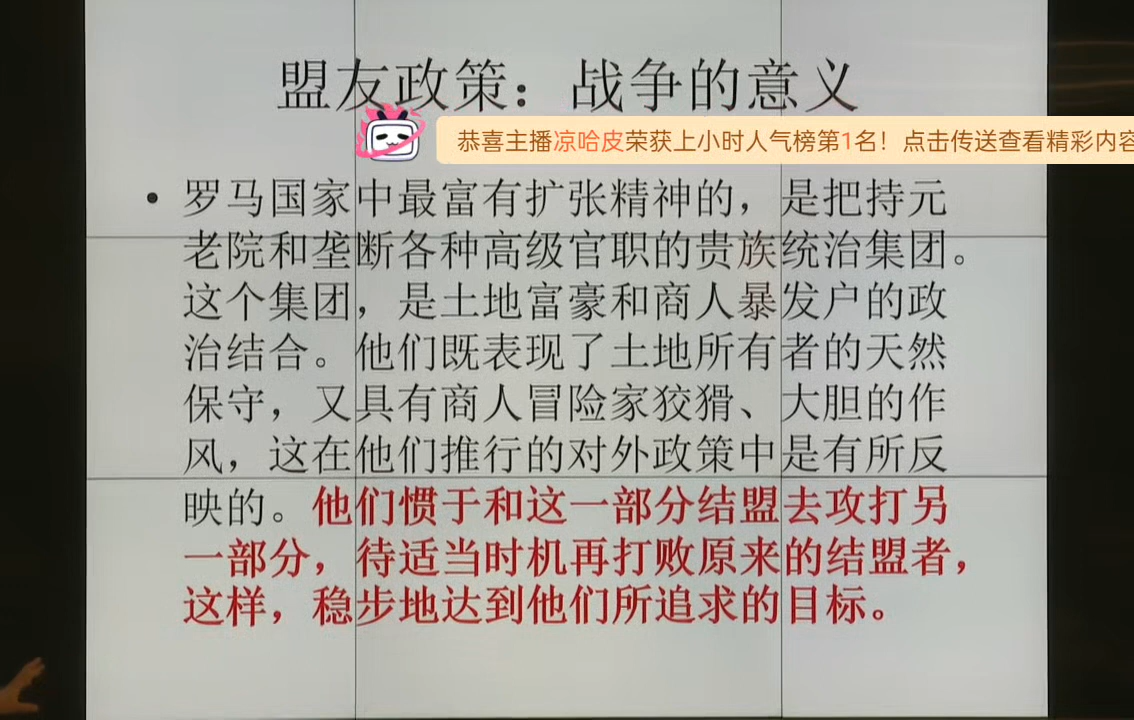 盟友政策：战争的意义
恭喜主播凉哈皮荣获上小时人气榜第1名！点击传送查看精彩内容
• 罗马国家中最富有扩张精神的，是把持元
老院和垄断各种高级官职的贵族统治集团。
这个集团，是土地富豪和商人暴发户的政
治结合。他们既表现了土地所有者的天然
保守，又具有商人冒险家狡猾、大胆的作
风，这在他们推行的对外政策中是有所反
映的。他们惯于和这一部分结盟去攻打另
一部分，待适当时机再打败原来的结盟者，
这样，稳步地达到他们所追求的目标。